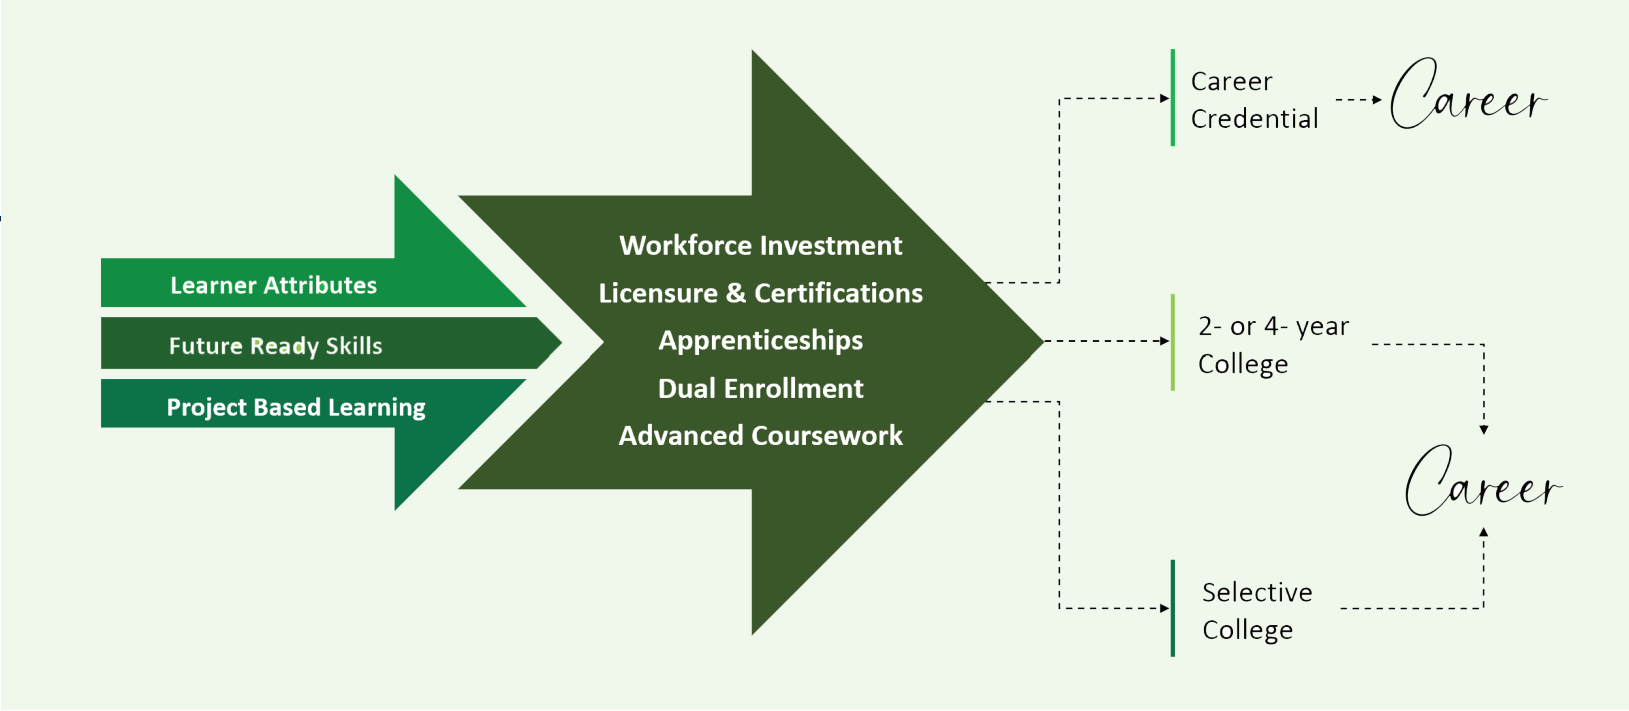 Learner Attributes
Future Ready Skills
Project Based Learning
Workforce Investment
Licensure & Certifications
Apprenticeships
Dual Enrollment
Advanced Coursework
Career
Credential
Career
2- or 4- year
College
Career
Selective
College